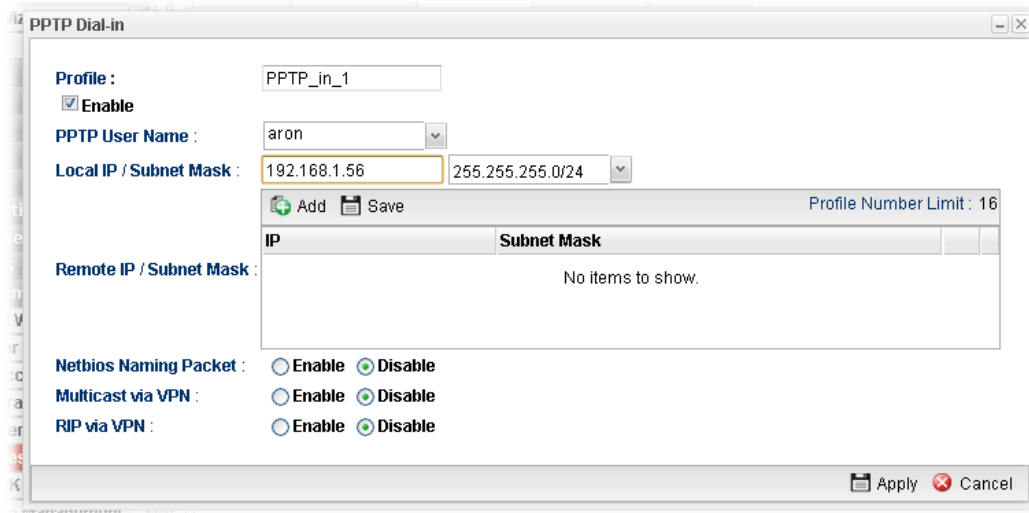 PPTP Dial-in
Profile : PPTP_in_1
Enable
PPTP User Name : aron
Local IP / Subnet Mask : 192.168.1.56 255.255.255.0/24
Add Save Profile Number Limit : 16
IP Subnet Mask
Remote IP / Subnet Mask : No items to show.
Netbios Naming Packet : Enable Disable
Multicast via VPN : Enable Disable
RIP via VPN : Enable Disable
Apply Cancel